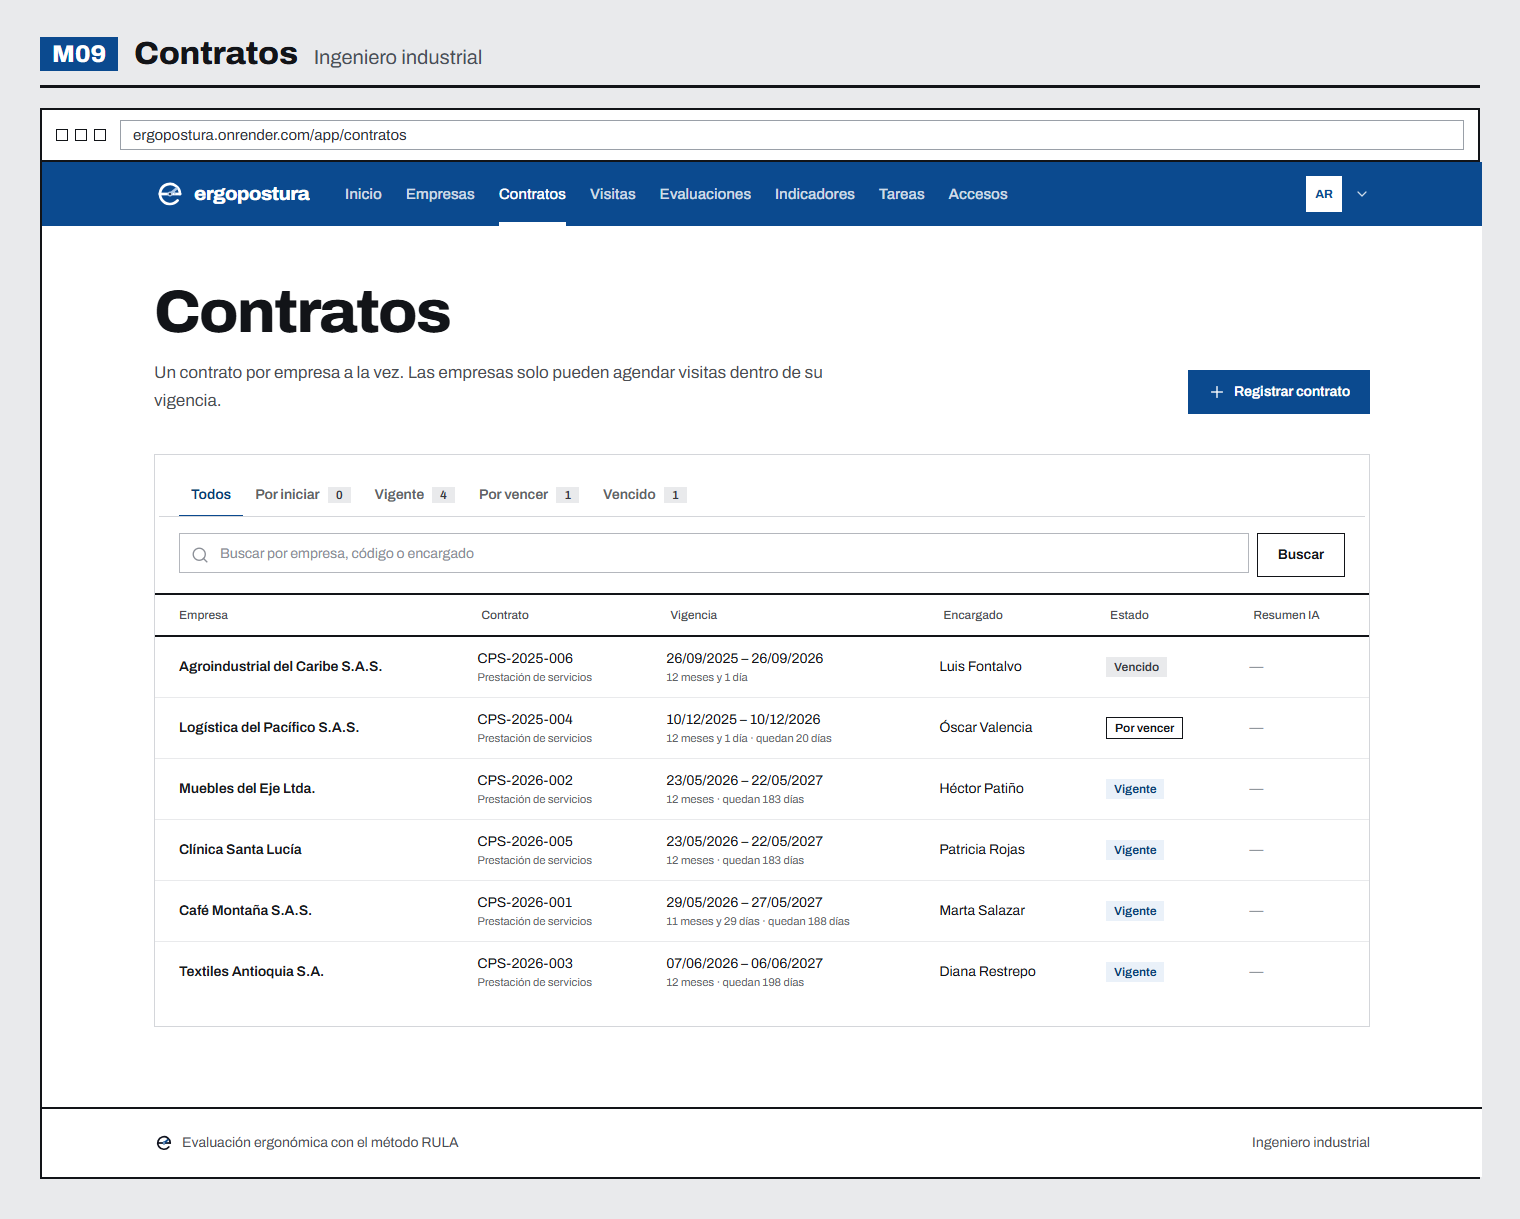 M09 Contratos Ingeniero industrial
ergopostura.onrender.com/app/contratos
ergopostura Inicio Empresas Contratos Visitas Evaluaciones Indicadores Tareas Accesos AR
Contratos
Un contrato por empresa a la vez. Las empresas solo pueden agendar visitas dentro de su
vigencia.
Registrar contrato
Todos Por iniciar 0 Vigente 4 Por vencer 1 Vencido 1
Buscar por empresa, código o encargado Buscar
Empresa Contrato Vigencia Encargado Estado Resumen IA
Agroindustrial del Caribe S.A.S. CPS-2025-006 26/09/2025 – 26/09/2026 Luis Fontalvo Vencido —
Prestación de servicios 12 meses y 1 día
Logística del Pacífico S.A.S. CPS-2025-004 10/12/2025 – 10/12/2026 Óscar Valencia Por vencer —
Prestación de servicios 12 meses y 1 día · quedan 20 días
Muebles del Eje Ltda. CPS-2026-002 23/05/2026 – 22/05/2027 Héctor Patiño Vigente —
Prestación de servicios 12 meses · quedan 183 días
Clínica Santa Lucía CPS-2026-005 23/05/2026 – 22/05/2027 Patricia Rojas Vigente —
Prestación de servicios 12 meses · quedan 183 días
Café Montaña S.A.S. CPS-2026-001 29/05/2026 – 27/05/2027 Marta Salazar Vigente —
Prestación de servicios 11 meses y 29 días · quedan 188 días
Textiles Antioquia S.A. CPS-2026-003 07/06/2026 – 06/06/2027 Diana Restrepo Vigente —
Prestación de servicios 12 meses · quedan 198 días
Evaluación ergonómica con el método RULA Ingeniero industrial